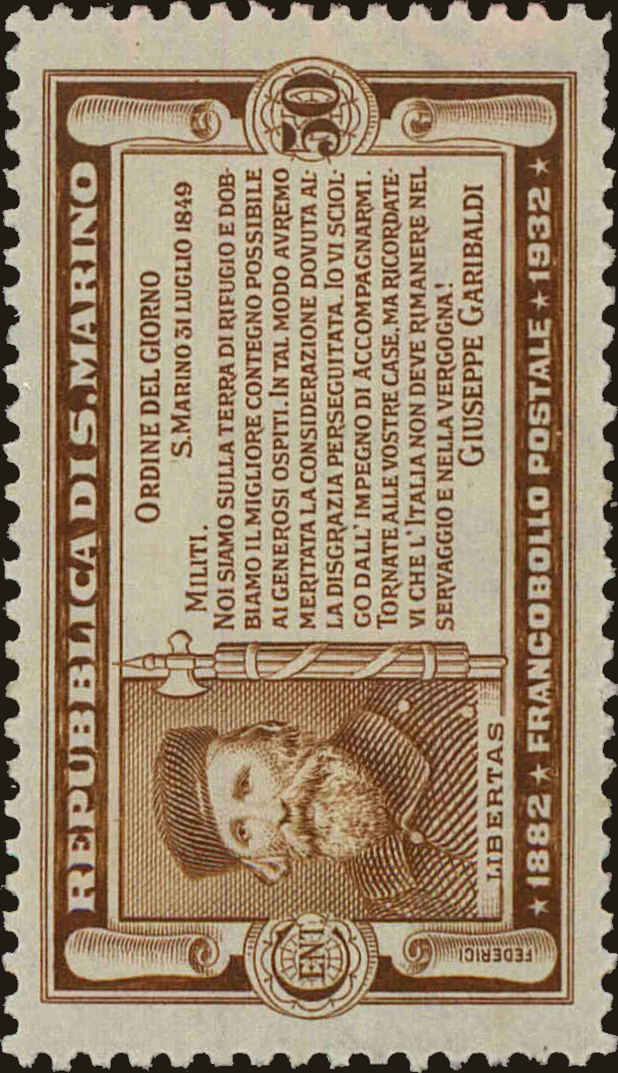 REPUBBLICA DI S. MARINO
ORDINE DEL GIORNO
S. MARINO 31 LUGLIO 1849
MILITI.
NOI SIAMO SULLA TERRA DI RIFUGIO E DOB-
BIAMO IL MIGLIORE CONTEGNO POSSIBILE
AI GENEROSI OSPITI. IN TAL MODO AVREMO
MERITATA LA CONSIDERAZIONE DOVUTA AL-
LA DISGRAZIA PERSEGUITATA. IO VI SCIOL-
GO DALL'IMPEGNO DI ACCOMPAGNARMI.
TORNATE ALLE VOSTRE CASE, MA RICORDATE-
VI CHE L'ITALIA NON DEVE RIMANERE NEL
SERVAGGIO E NELLA VERGOGNA!
GIUSEPPE GARIBALDI
CENT.
50
LIBERTAS
★ 1882 ★ FRANCOBOLLO POSTALE ★ 1932 ★
FEDERICI